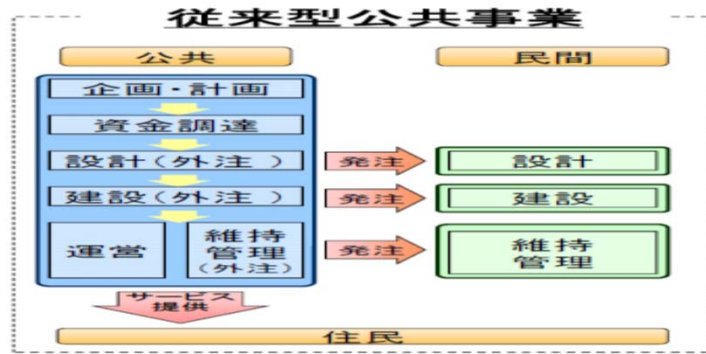 従来型公共事業
公共
民間
企画・計画
資金調達
設計(外注)
発注
設計
建設(外注)
発注
建設
運営
維持
管理
(外注)
発注
維持
管理
サービス
提供
住民